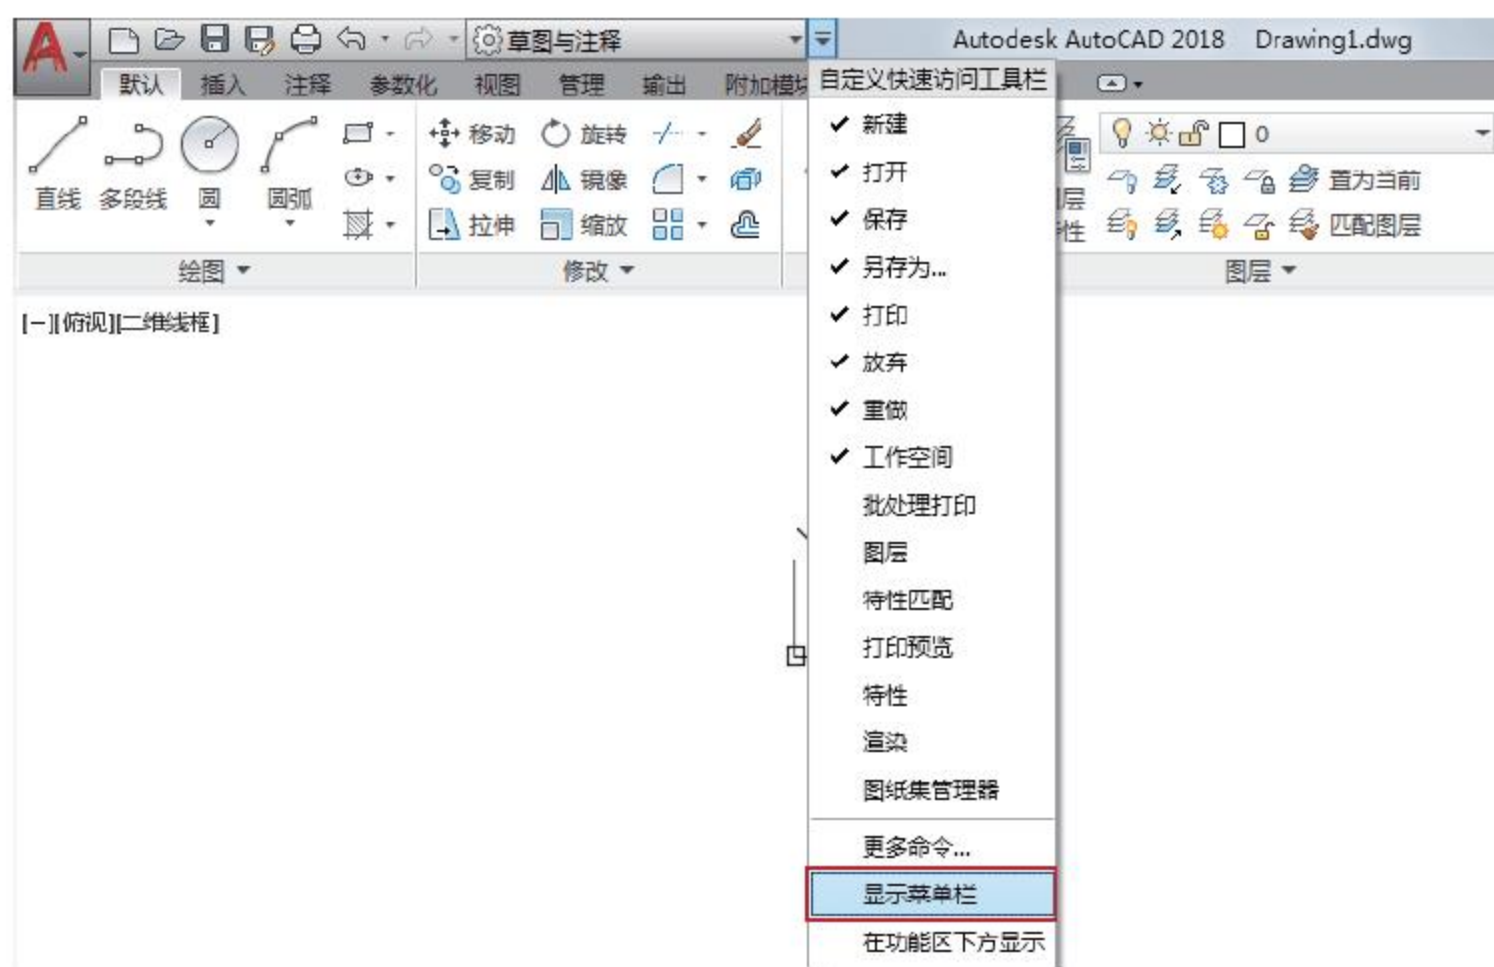 草图与注释 Autodesk AutoCAD 2018 Drawing1.dwg
默认 插入 注释 参数化 视图 管理 输出 附加模块
自定义快速访问工具栏
新建
打开
保存
另存为...
打印
放弃
重做
工作空间
批处理打印
图层
特性匹配
打印预览
特性
渲染
图纸集管理器
更多命令...
显示菜单栏
在功能区下方显示
直线 多段线 圆 圆弧
移动 旋转
复制 镜像
拉伸 缩放
层
性
0
置为当前
匹配图层
绘图 修改 图层
[−][俯视][二维线框]